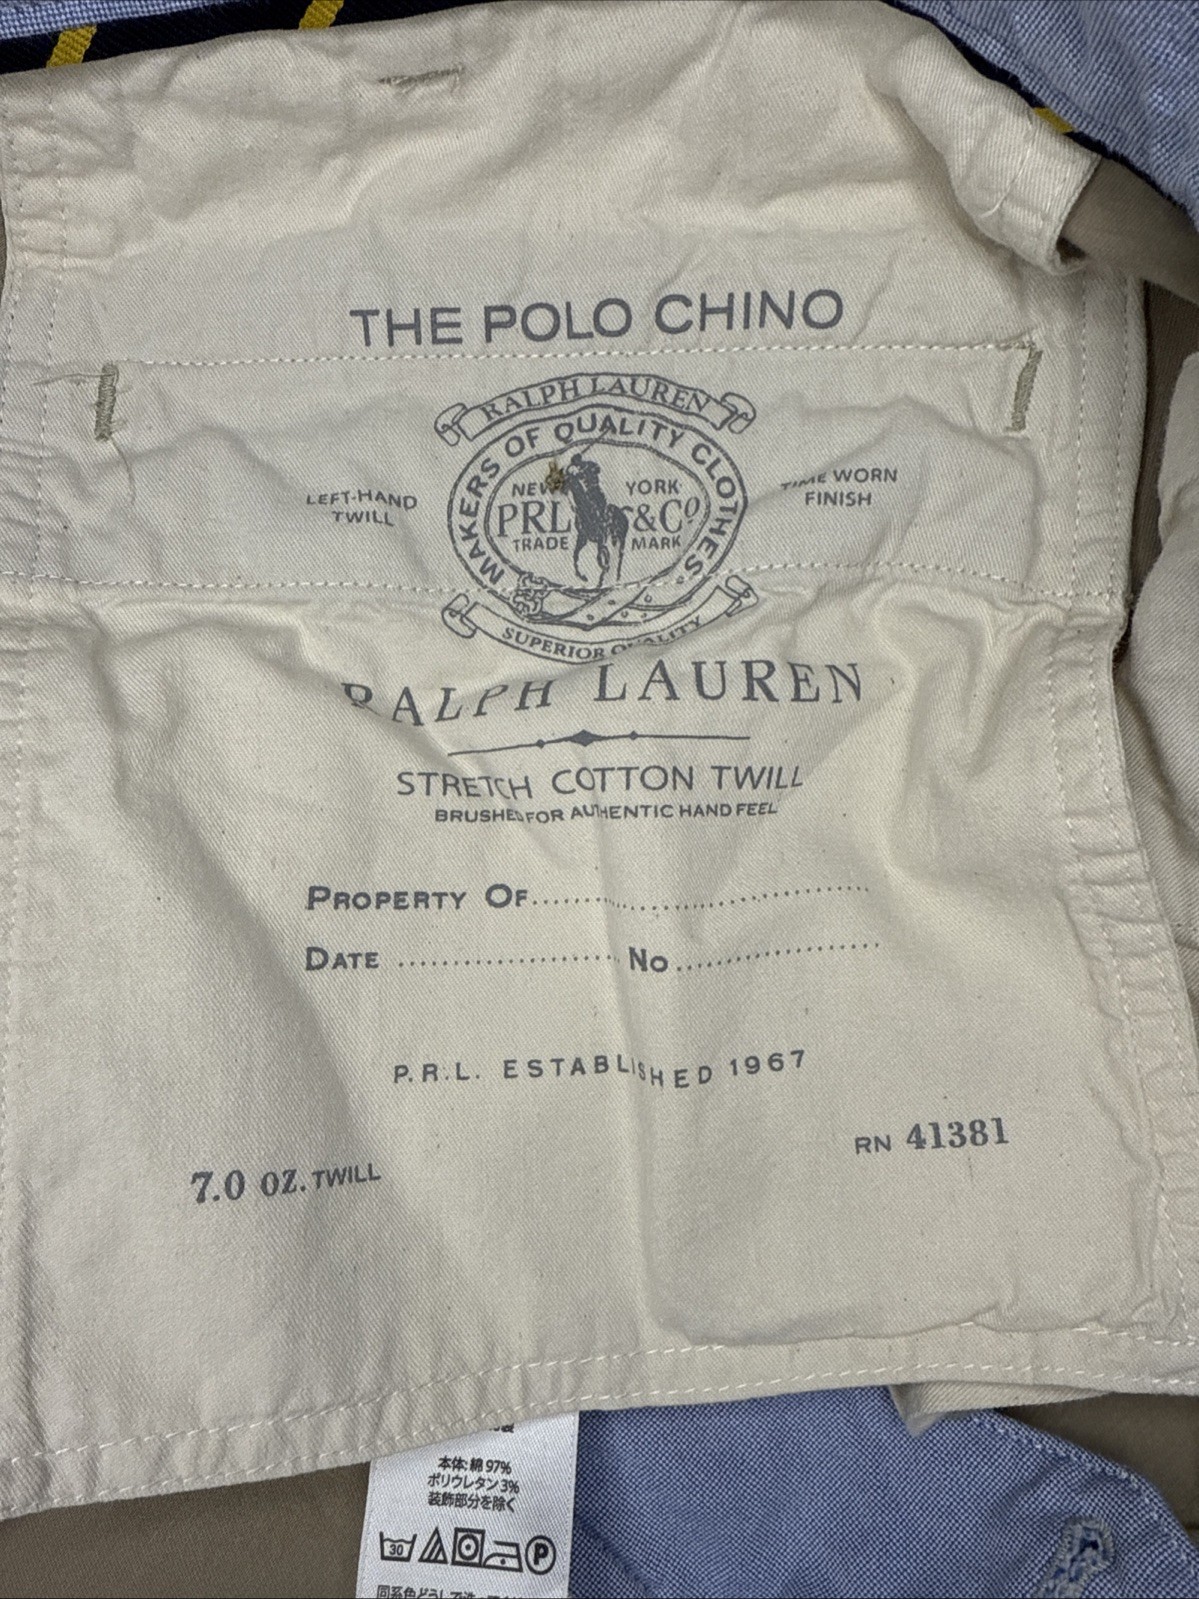 THE POLO CHINO
RALPH LAUREN
MAKERS OF QUALITY CLOTHES
LEFT-HAND
TWILL
NEW YORK
PRL & Co
TRADE MARK
TIME WORN
FINISH
SUPERIOR QUALITY
RALPH LAUREN
STRETCH COTTON TWILL
BRUSHED FOR AUTHENTIC HAND FEEL
PROPERTY OF
DATE NO
P.R.L. ESTABLISHED 1967
RN 41381
7.0 OZ. TWILL
本体: 綿 97%
ポリウレタン 3%
装飾部分を除く
30 P